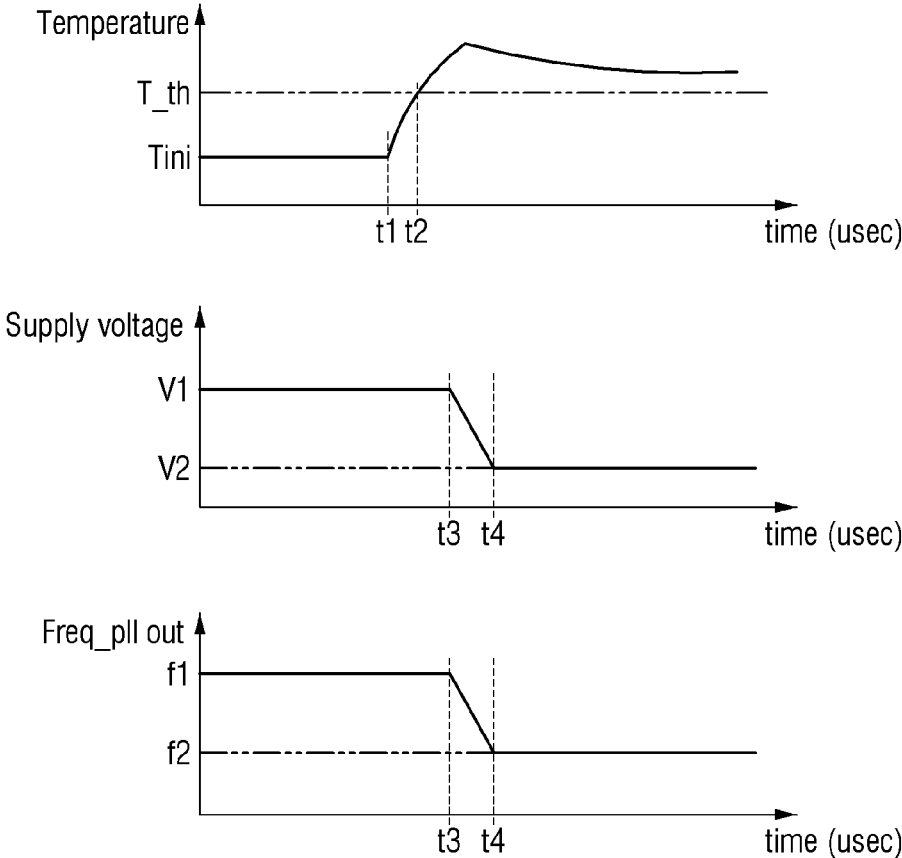 Temperature
T_th
Tini
t1 t2
time (usec)
Supply voltage
V1
V2
t3 t4
time (usec)
Freq_pll out
f1
f2
t3 t4
time (usec)